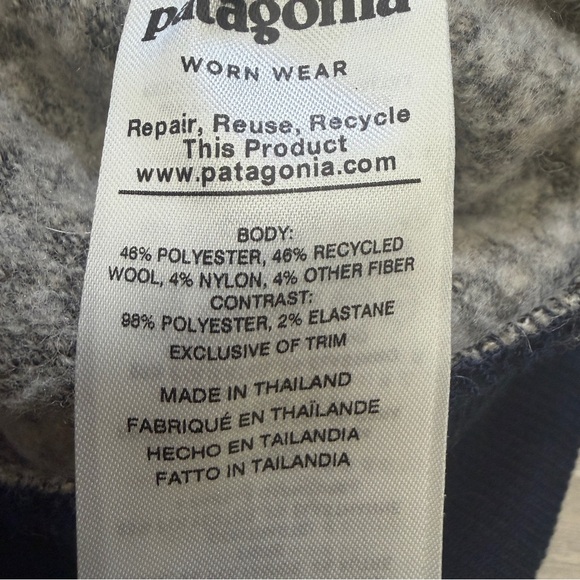 patagonia
WORN WEAR
Repair, Reuse, Recycle
This Product
www.patagonia.com
BODY:
46% POLYESTER, 46% RECYCLED
WOOL, 4% NYLON, 4% OTHER FIBER
CONTRAST:
98% POLYESTER, 2% ELASTANE
EXCLUSIVE OF TRIM
MADE IN THAILAND
FABRIQUÉ EN THAÏLANDE
HECHO EN TAILANDIA
FATTO IN TAILANDIA